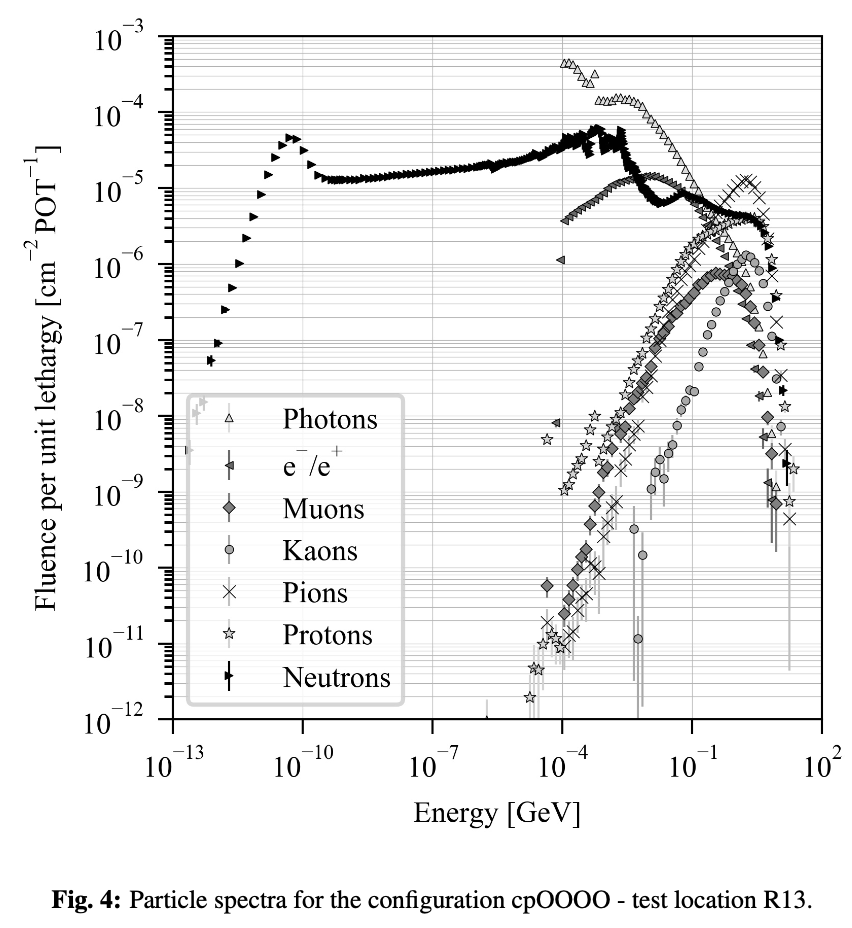 10⁻³
10⁻⁴
10⁻⁵
10⁻⁶
10⁻⁷
10⁻⁸
10⁻⁹
10⁻¹⁰
10⁻¹¹
10⁻¹²
Fluence per unit lethargy [cm⁻² POT⁻¹]
Photons
e⁻/e⁺
Muons
Kaons
Pions
Protons
Neutrons
10⁻¹³ 10⁻¹⁰ 10⁻⁷ 10⁻⁴ 10⁻¹ 10²
Energy [GeV]
Fig. 4: Particle spectra for the configuration cpOOOO - test location R13.